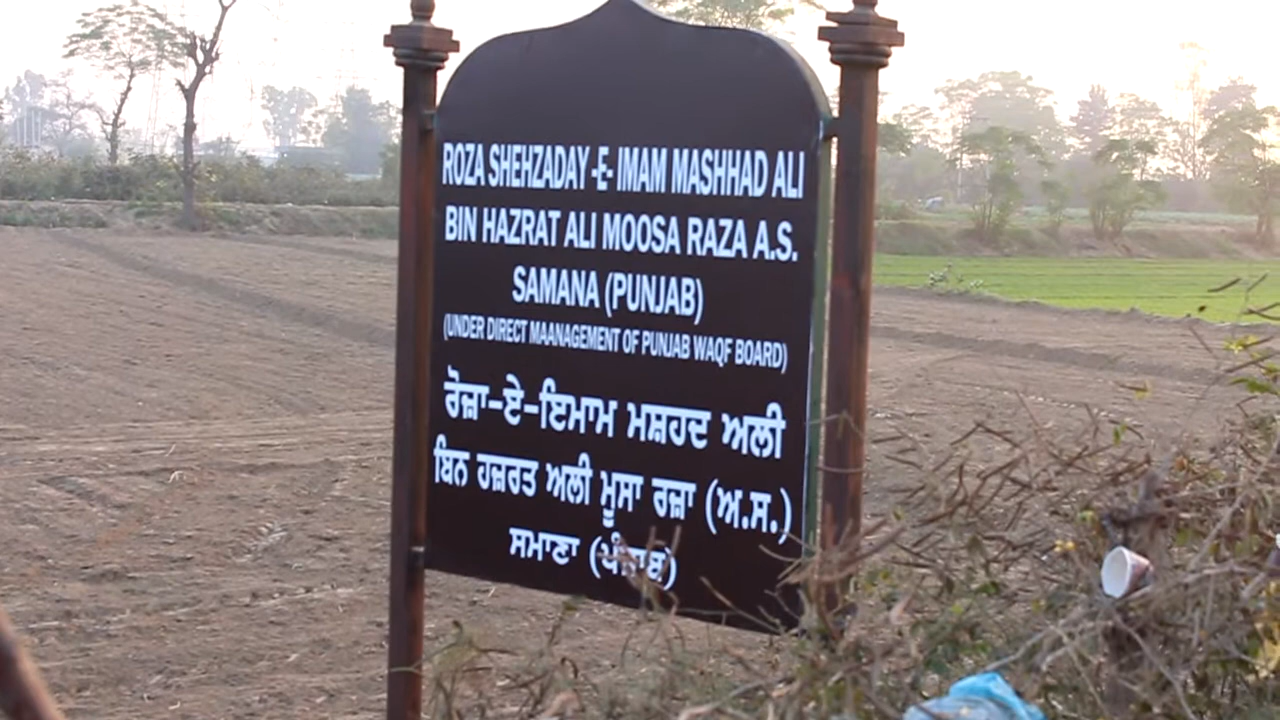 ROZA SHEHZADAY -E- IMAM MASHHAD ALI
BIN HAZRAT ALI MOOSA RAZA A.S.
SAMANA (PUNJAB)
(UNDER DIRECT MAANAGEMENT OF PUNJAB WAQF BOARD)
ਰੋਜ਼ਾ-ਏ-ਇਮਾਮ ਮਸ਼ਹਦ ਅਲੀ
ਬਿਨ ਹਜ਼ਰਤ ਅਲੀ ਮੂਸਾ ਰਜ਼ਾ (ਅ.ਸ.)
ਸਮਾਣਾ (ਪੰਜਾਬ)